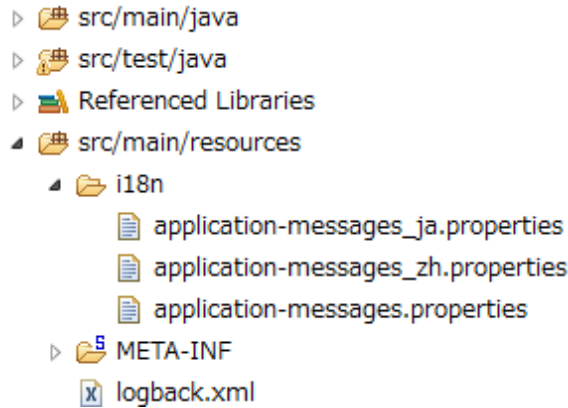 src/main/java
src/test/java
Referenced Libraries
src/main/resources
i18n
application-messages_ja.properties
application-messages_zh.properties
application-messages.properties
META-INF
logback.xml